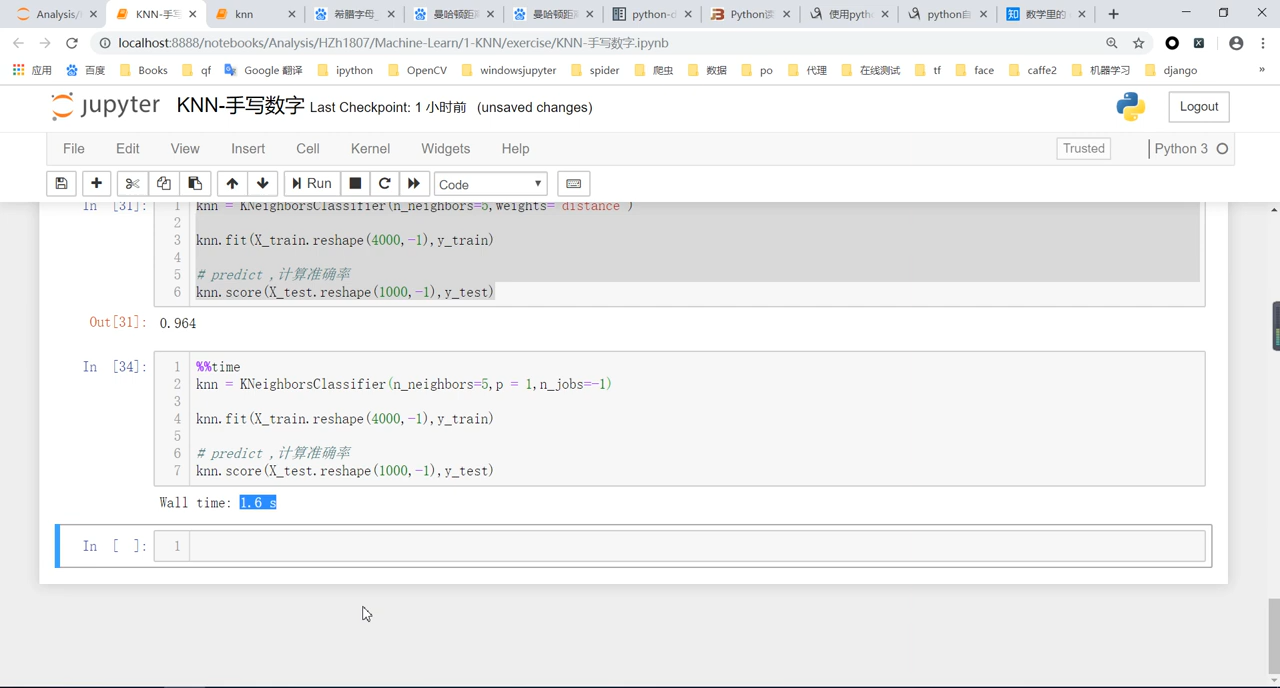 Analysis/
KNN-手写
knn
希腊字母_
曼哈顿距离
曼哈顿距离
python-d
Python课
使用pyth
python自
数学里的
localhost:8888/notebooks/Analysis/HZh1807/Machine-Learn/1-KNN/exercise/KNN-手写数字.ipynb
应用 百度 Books qf Google 翻译 ipython OpenCV windowsjupyter spider 爬虫 数据 po 代理 在线测试 tf face caffe2 机器学习 django »
jupyter KNN-手写数字 Last Checkpoint: 1 小时前 (unsaved changes) Logout
File Edit View Insert Cell Kernel Widgets Help Trusted Python 3
Run Code
In [31]: 1 knn = KNeighborsClassifier(n_neighbors=5,weights='distance')
2
3 knn.fit(X_train.reshape(4000,-1),y_train)
4
5 # predict ,计算准确率
6 knn.score(X_test.reshape(1000,-1),y_test)
Out[31]: 0.964
In [34]: 1 %%time
2 knn = KNeighborsClassifier(n_neighbors=5,p = 1,n_jobs=-1)
3
4 knn.fit(X_train.reshape(4000,-1),y_train)
5
6 # predict ,计算准确率
7 knn.score(X_test.reshape(1000,-1),y_test)
Wall time: 1.6 s
In [ ]: 1